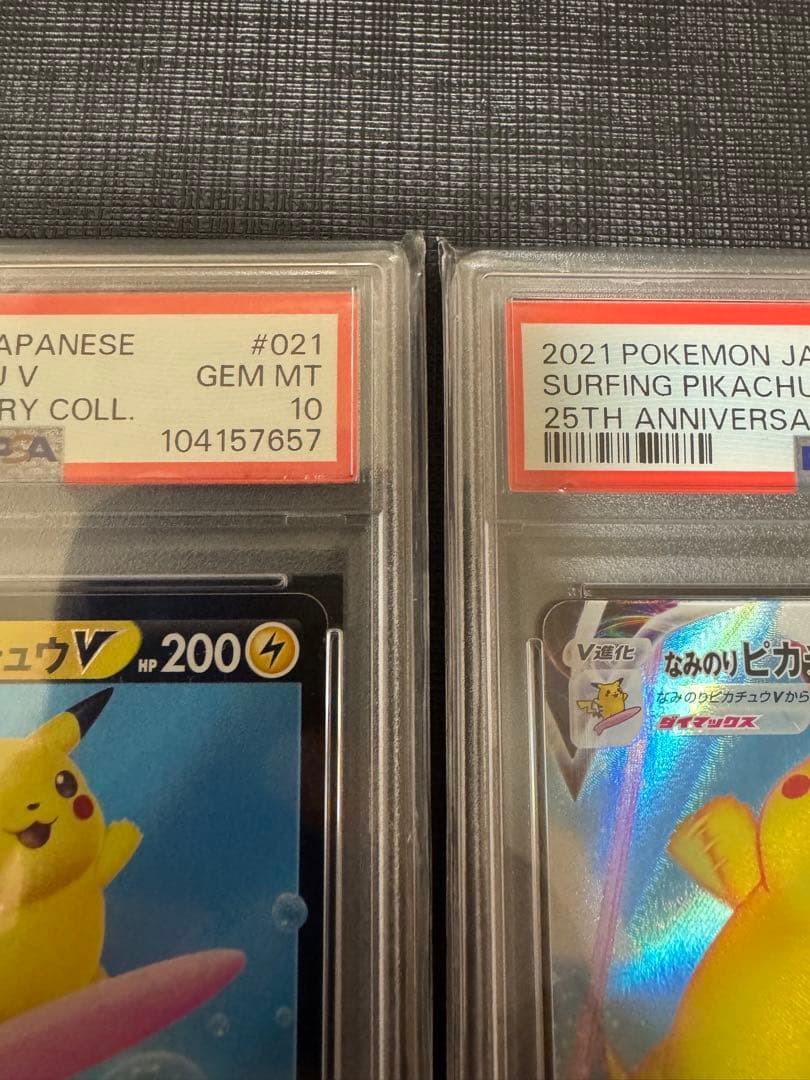 APANESE #021
U V GEM MT
RY COLL. 10
PSA 104157657
チュウV HP 200
2021 POKEMON JA
SURFING PIKACHU
25TH ANNIVERSA
V進化 なみのりピカチ
なみのりピカチュウVから
ダイマックス